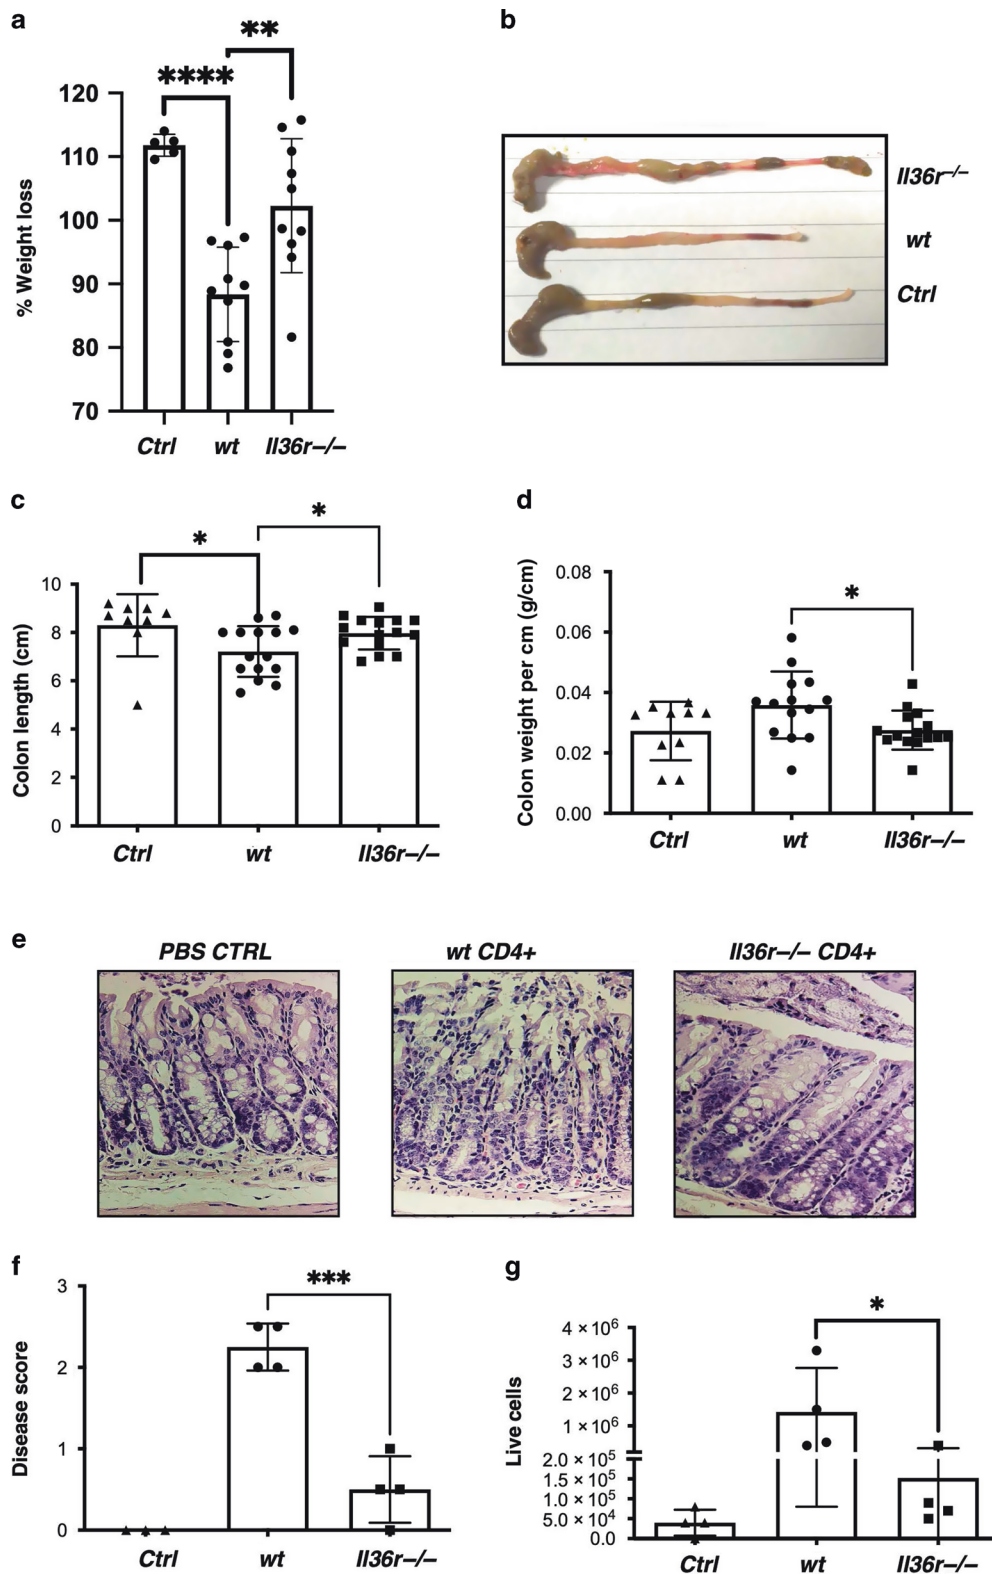 a
**
****
120
110
100
90
80
70
% Weight loss
Ctrl
wt
Il36r–/–
b
Il36r–/–
wt
Ctrl
c
*
*
10
8
6
4
2
0
Colon length (cm)
Ctrl
wt
Il36r–/–
d
*
0.08
0.06
0.04
0.02
0.00
Colon weight per cm (g/cm)
Ctrl
wt
Il36r–/–
e
PBS CTRL
wt CD4+
Il36r–/– CD4+
f
***
3
2
1
0
Disease score
Ctrl
wt
Il36r–/–
g
*
4 × 10⁶
3 × 10⁶
2 × 10⁶
1 × 10⁶
2.0 × 10⁵
1.5 × 10⁵
1.0 × 10⁵
5.0 × 10⁴
0.0
Live cells
Ctrl
wt
Il36r–/–